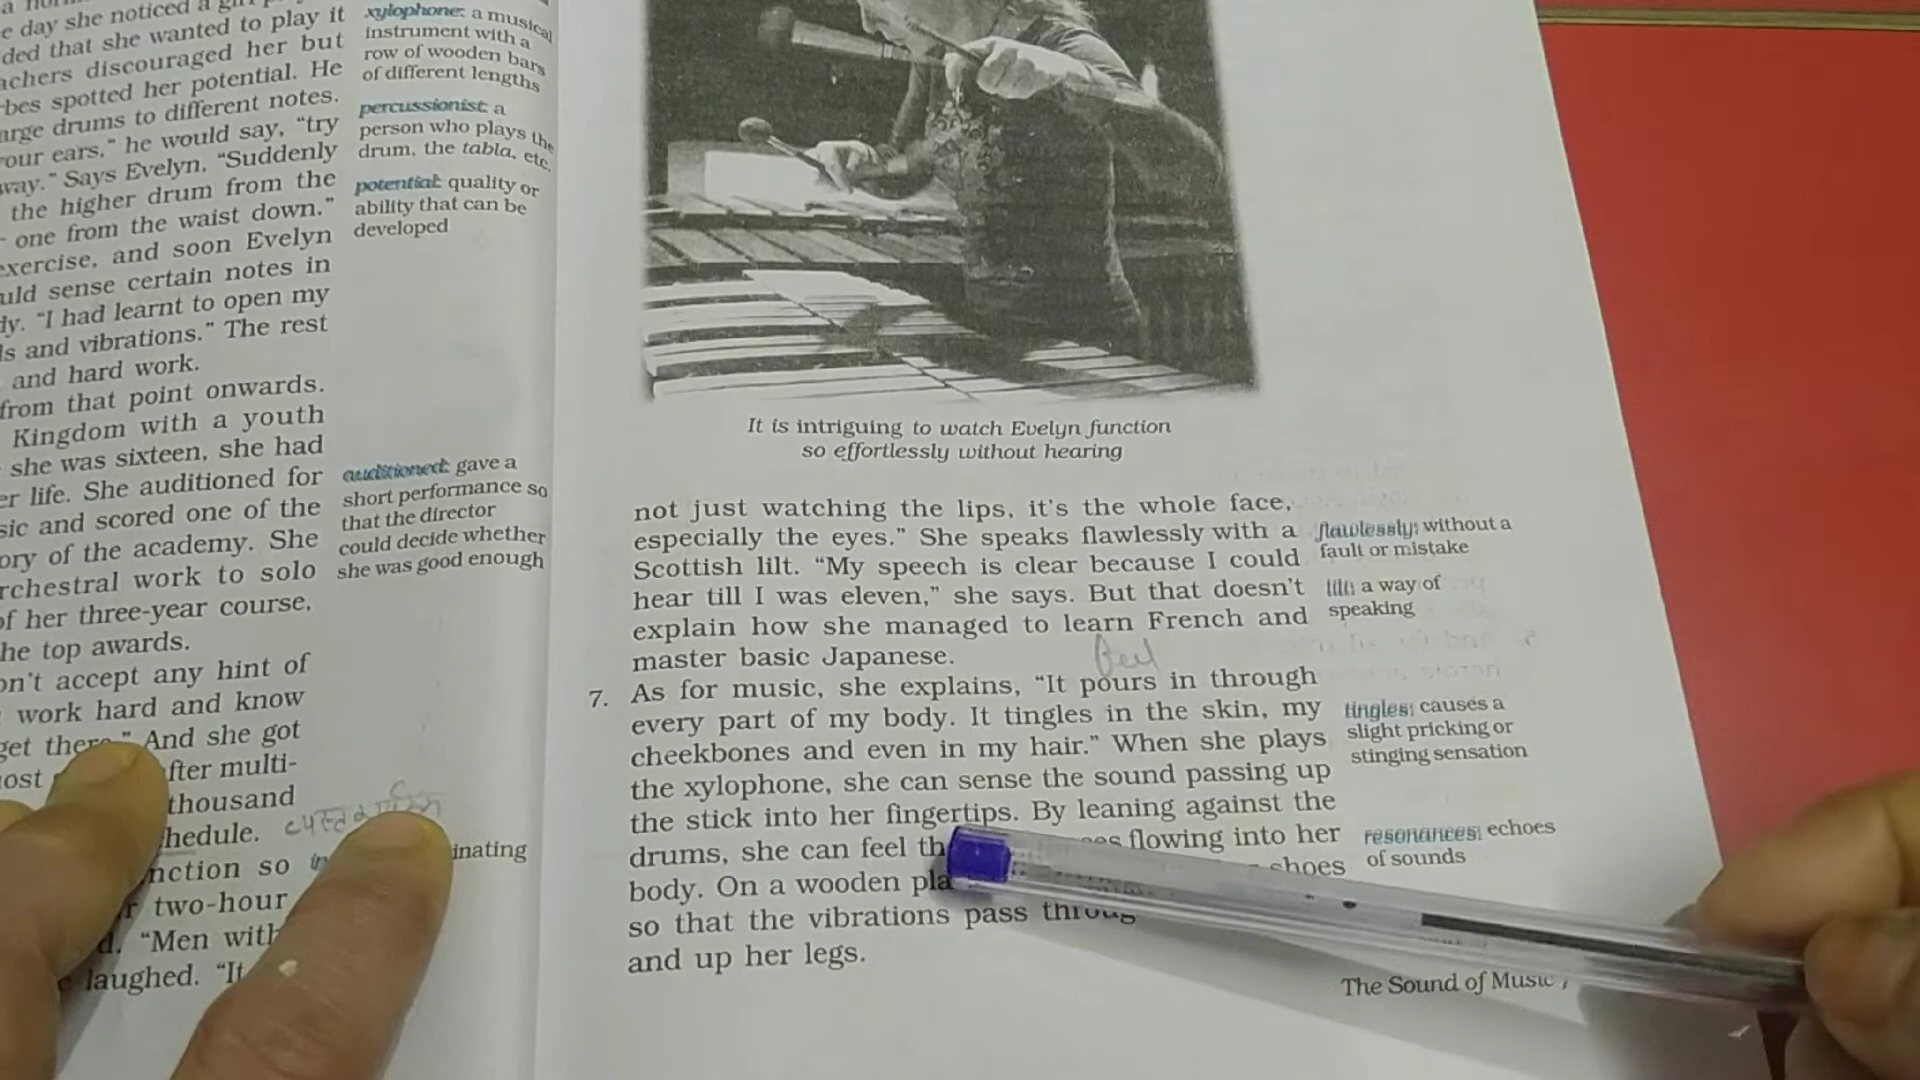 e day she noticed a
ded that she wanted to play it
achers discouraged her but
bes spotted her potential. He
arge drums to different notes.
our ears," he would say, "try
way." Says Evelyn, "Suddenly
the higher drum from the
one from the waist down."
exercise, and soon Evelyn
uld sense certain notes in
dy. "I had learnt to open my
ls and vibrations." The rest
and hard work.
from that point onwards.
Kingdom with a youth
she was sixteen, she had
er life. She auditioned for
sic and scored one of the
ory of the academy. She
rchestral work to solo
of her three-year course,
he top awards.
on't accept any hint of
work hard and know
get there." And she got
ost fter multi-
thousand
hedule.
nction so
r two-hour
d. "Men with
laughed. "It
xylophone: a musical
instrument with a
row of wooden bars
of different lengths
percussionist: a
person who plays the
drum, the tabla, etc.
potential: quality or
ability that can be
developed
auditioned: gave a
short performance so
that the director
could decide whether
she was good enough
inating
It is intriguing to watch Evelyn function
so effortlessly without hearing
not just watching the lips, it's the whole face,
especially the eyes." She speaks flawlessly with a
Scottish lilt. "My speech is clear because I could
hear till I was eleven," she says. But that doesn't
explain how she managed to learn French and
master basic Japanese.
7. As for music, she explains, "It pours in through
every part of my body. It tingles in the skin, my
cheekbones and even in my hair." When she plays
the xylophone, she can sense the sound passing up
the stick into her fingertips. By leaning against the
drums, she can feel th es flowing into her
body. On a wooden pla shoes
so that the vibrations pass throug
and up her legs.
flawlessly: without a
fault or mistake
lilt: a way of
speaking
tingles: causes a
slight pricking or
stinging sensation
resonances: echoes
of sounds
The Sound of Music